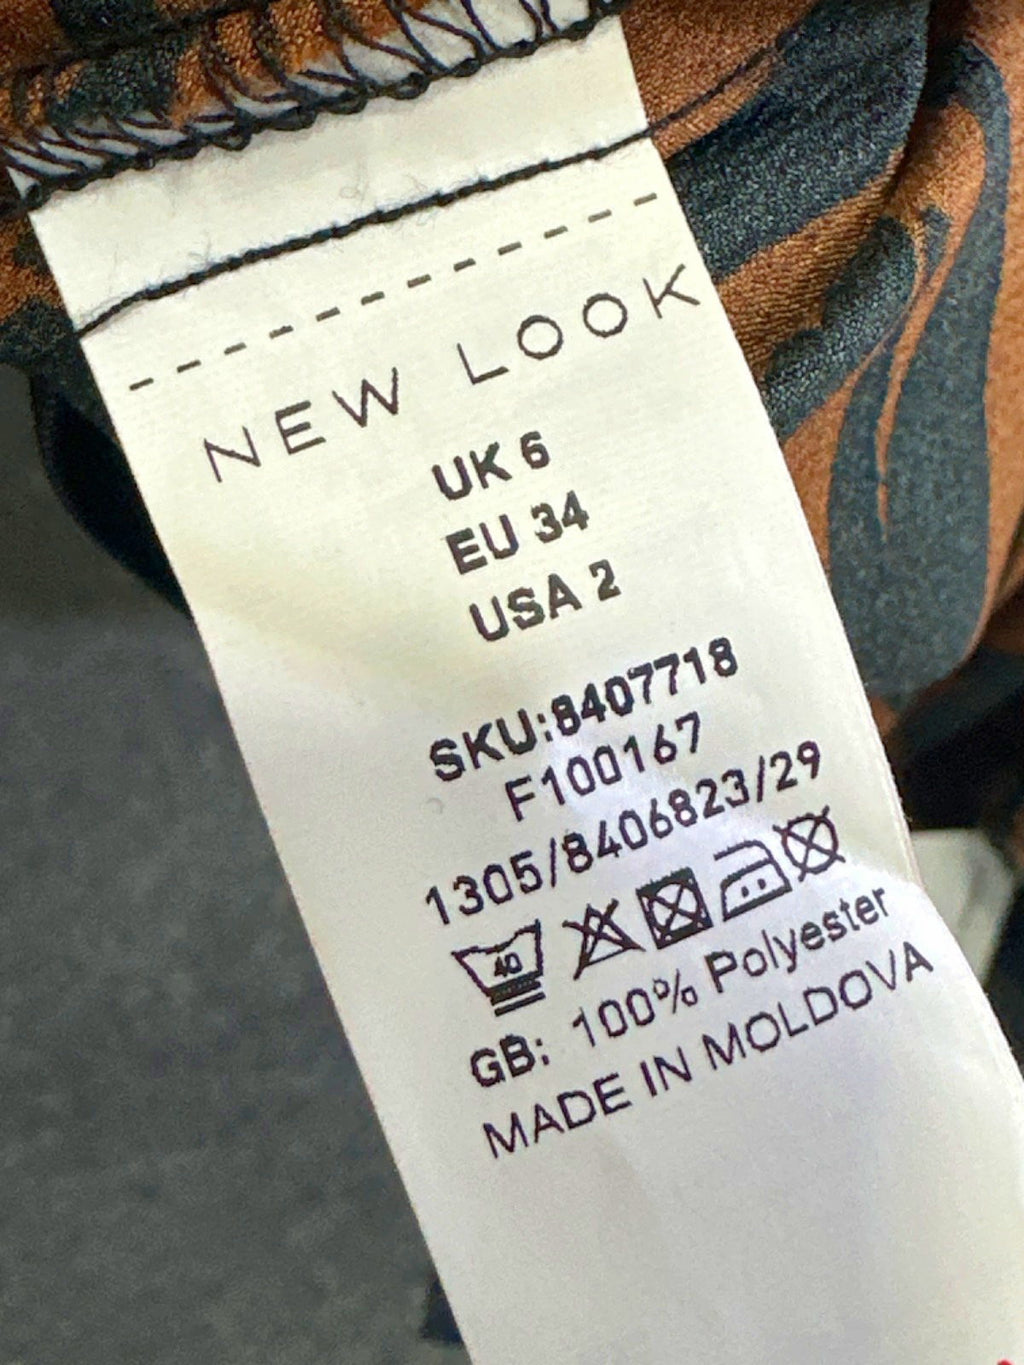 NEW LOOK
UK 6
EU 34
USA 2
SKU:8407718
F100167
1305/8406823/29
40
GB: 100% Polyester
MADE IN MOLDOVA